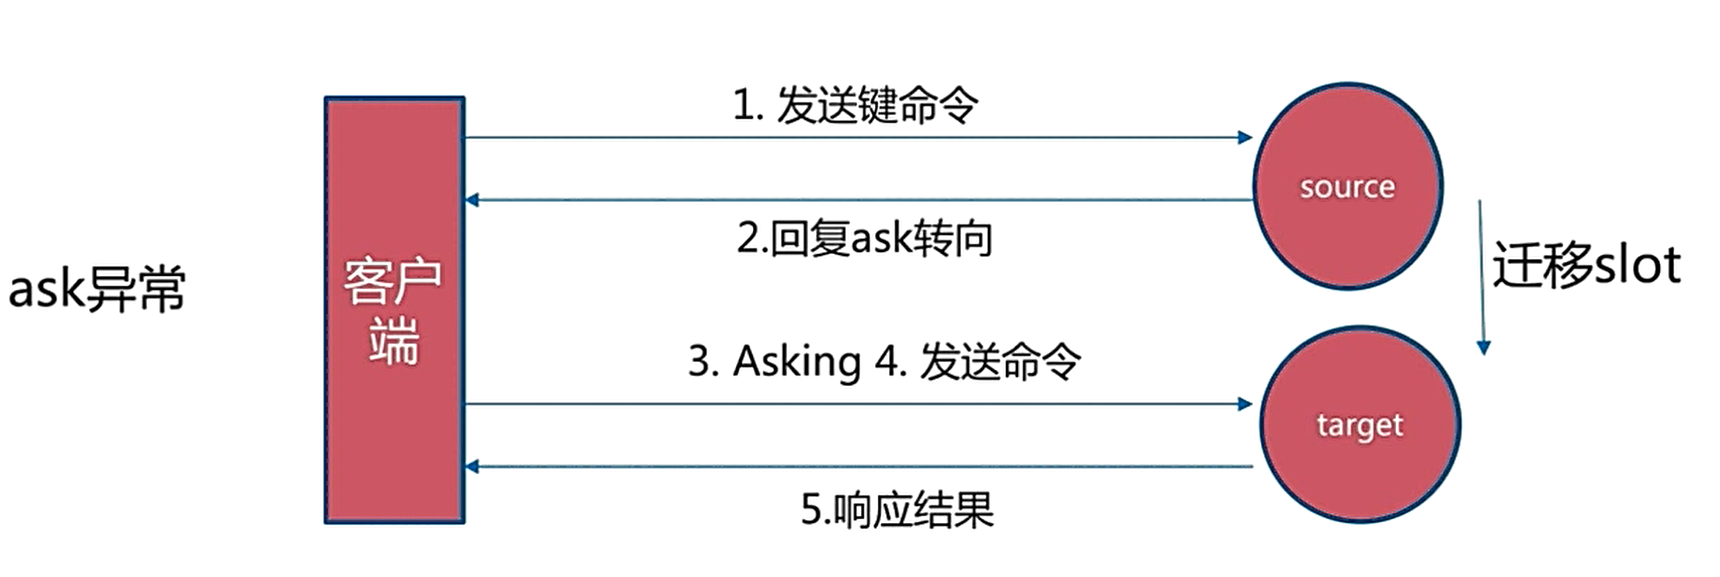 1. 发送键命令
source
2.回复ask转向
迁移slot
ask异常
客户
端
3. Asking 4. 发送命令
target
5.响应结果